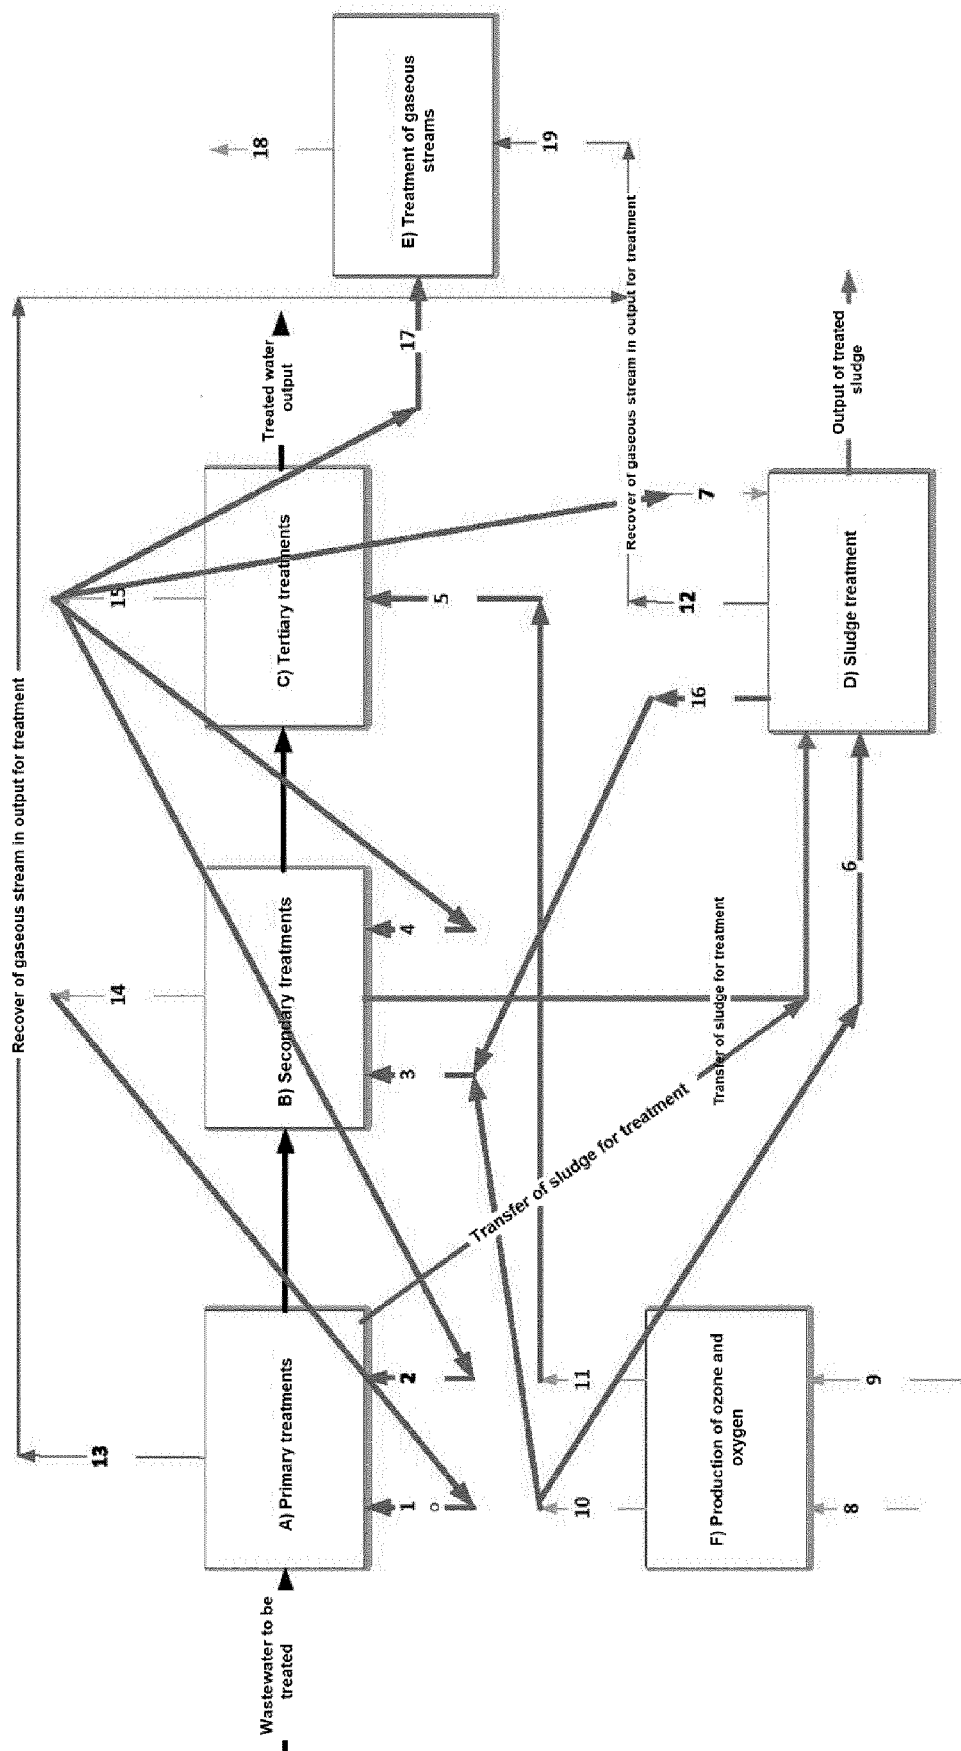 Recover of gaseous stream in output for treatment
13
14
15
18
Wastewater to be
treated
A) Primary treatments
B) Secondary treatments
C) Tertiary treatments
Treated water
output
E) Treatment of gaseous
streams
1
2
3
4
5
17
19
Transfer of sludge for treatment
Transfer of sludge for treatment
Recover of gaseous stream in output for treatment
10
11
16
12
7
F) Production of ozone and
oxygen
6
D) Sludge treatment
Output of treated
sludge
8
9